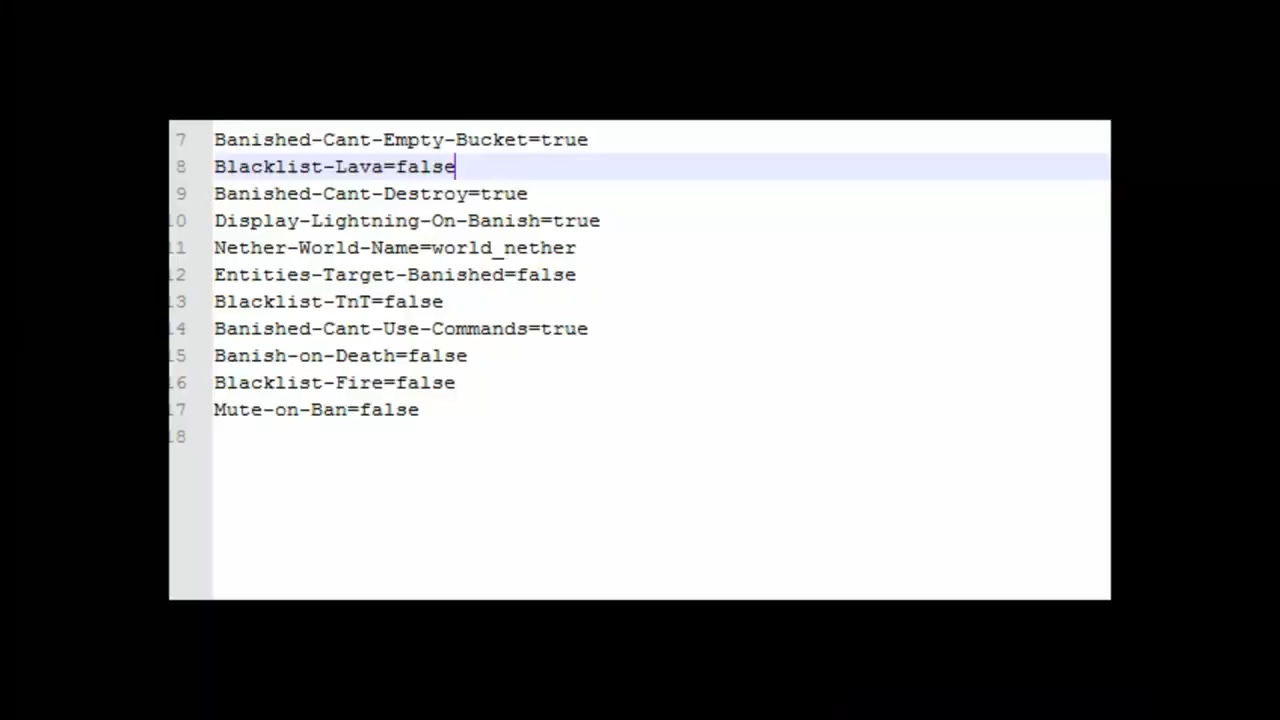 7 Banished-Cant-Empty-Bucket=true
8 Blacklist-Lava=false
9 Banished-Cant-Destroy=true
10 Display-Lightning-On-Banish=true
11 Nether-World-Name=world_nether
12 Entities-Target-Banished=false
13 Blacklist-TnT=false
14 Banished-Cant-Use-Commands=true
15 Banish-on-Death=false
16 Blacklist-Fire=false
17 Mute-on-Ban=false
18